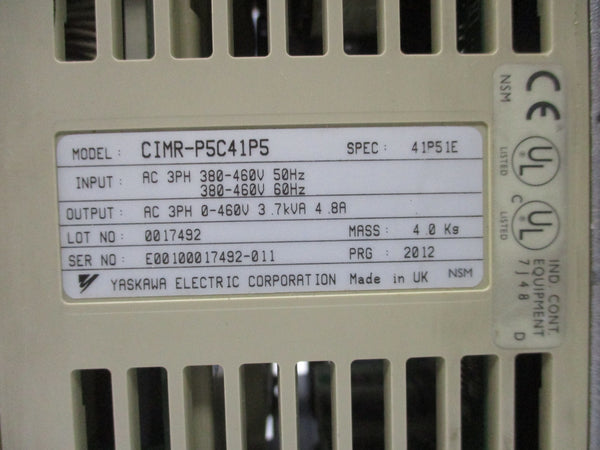 MODEL : CIMR-P5C41P5 SPEC: 41P51E
INPUT : AC 3PH 380-460V 50Hz
380-460V 60Hz
OUTPUT: AC 3PH 0-460V 3.7kVA 4.8A
LOT NO : 0017492 MASS: 4.0 Kg
SER NO : E00100017492-011 PRG : 2012
YASKAWA ELECTRIC CORPORATION Made in UK NSM
NSM
CE
LISTED UL C UL LISTED
IND. CONT.
EQUIPMENT
7J48 D